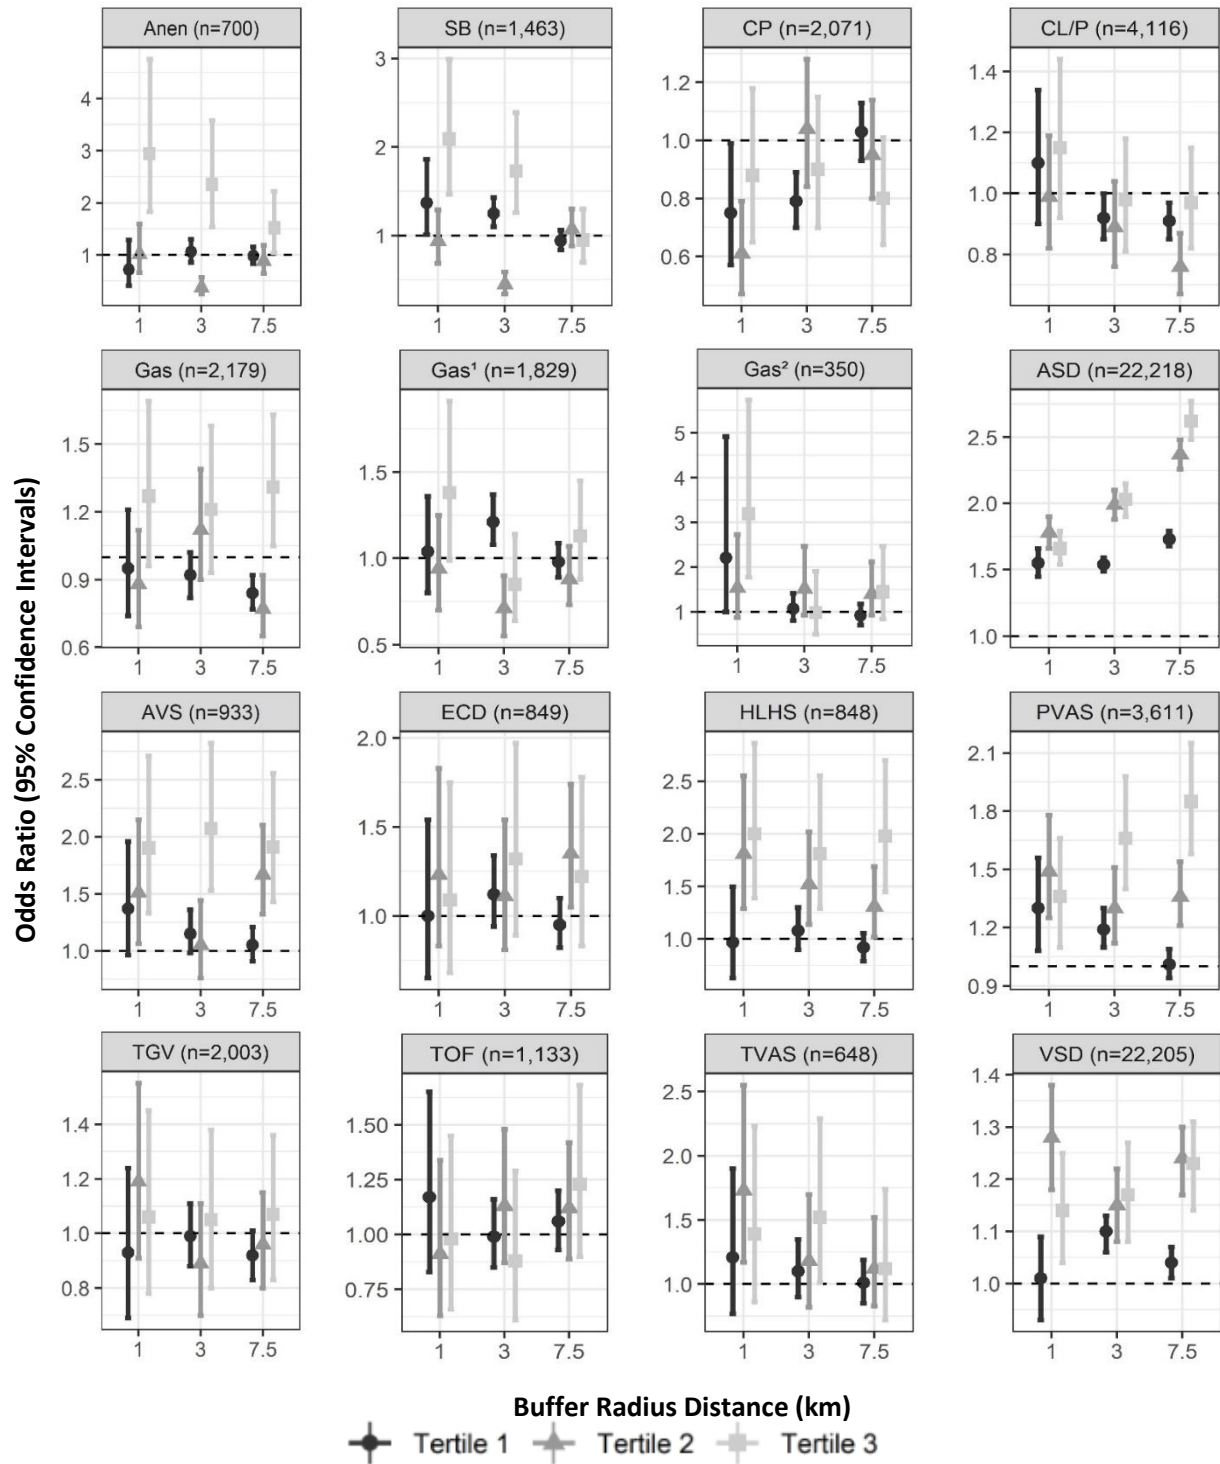 Anen (n=700)
SB (n=1,463)
CP (n=2,071)
CL/P (n=4,116)
4
3
2
1
1 3 7.5
3
2
1
1 3 7.5
1.2
1.0
0.8
0.6
1 3 7.5
1.4
1.2
1.0
0.8
1 3 7.5
Gas (n=2,179)
Gas¹ (n=1,829)
Gas² (n=350)
ASD (n=22,218)
1.5
1.2
0.9
0.6
1 3 7.5
1.5
1.0
0.5
1 3 7.5
5
4
3
2
1
1 3 7.5
2.5
2.0
1.5
1.0
1 3 7.5
Odds Ratio (95% Confidence Intervals)
AVS (n=933)
ECD (n=849)
HLHS (n=848)
PVAS (n=3,611)
2.5
2.0
1.5
1.0
1 3 7.5
2.0
1.5
1.0
1 3 7.5
2.5
2.0
1.5
1.0
1 3 7.5
2.1
1.8
1.5
1.2
0.9
1 3 7.5
TGV (n=2,003)
TOF (n=1,133)
TVAS (n=648)
VSD (n=22,205)
1.4
1.2
1.0
0.8
1 3 7.5
1.50
1.25
1.00
0.75
1 3 7.5
2.5
2.0
1.5
1.0
1 3 7.5
1.4
1.3
1.2
1.1
1.0
1 3 7.5
Buffer Radius Distance (km)
Tertile 1 Tertile 2 Tertile 3